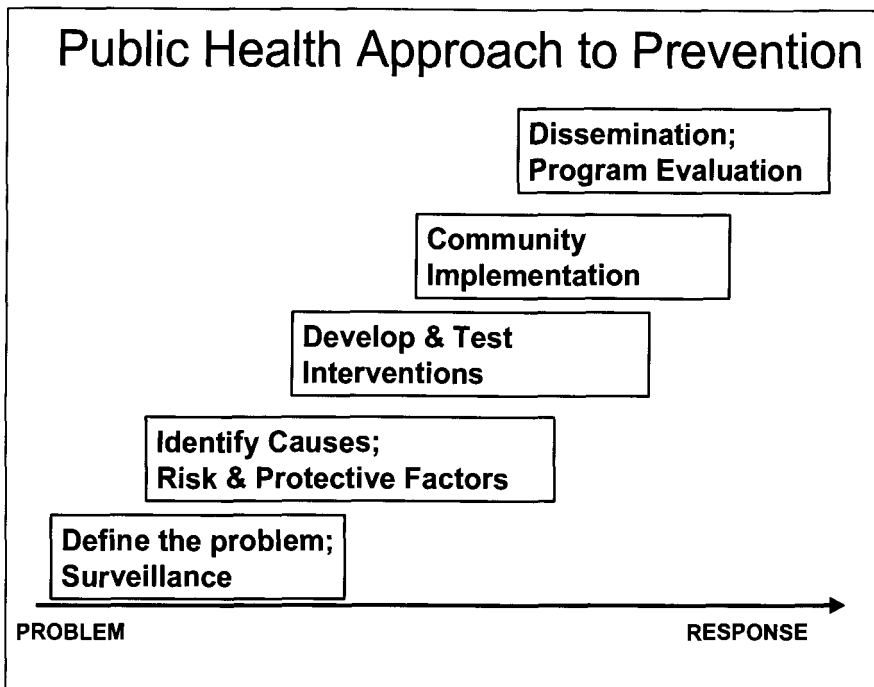 Public Health Approach to Prevention
Dissemination;
Program Evaluation
Community
Implementation
Develop & Test
Interventions
Identify Causes;
Risk & Protective Factors
Define the problem;
Surveillance
PROBLEM
RESPONSE